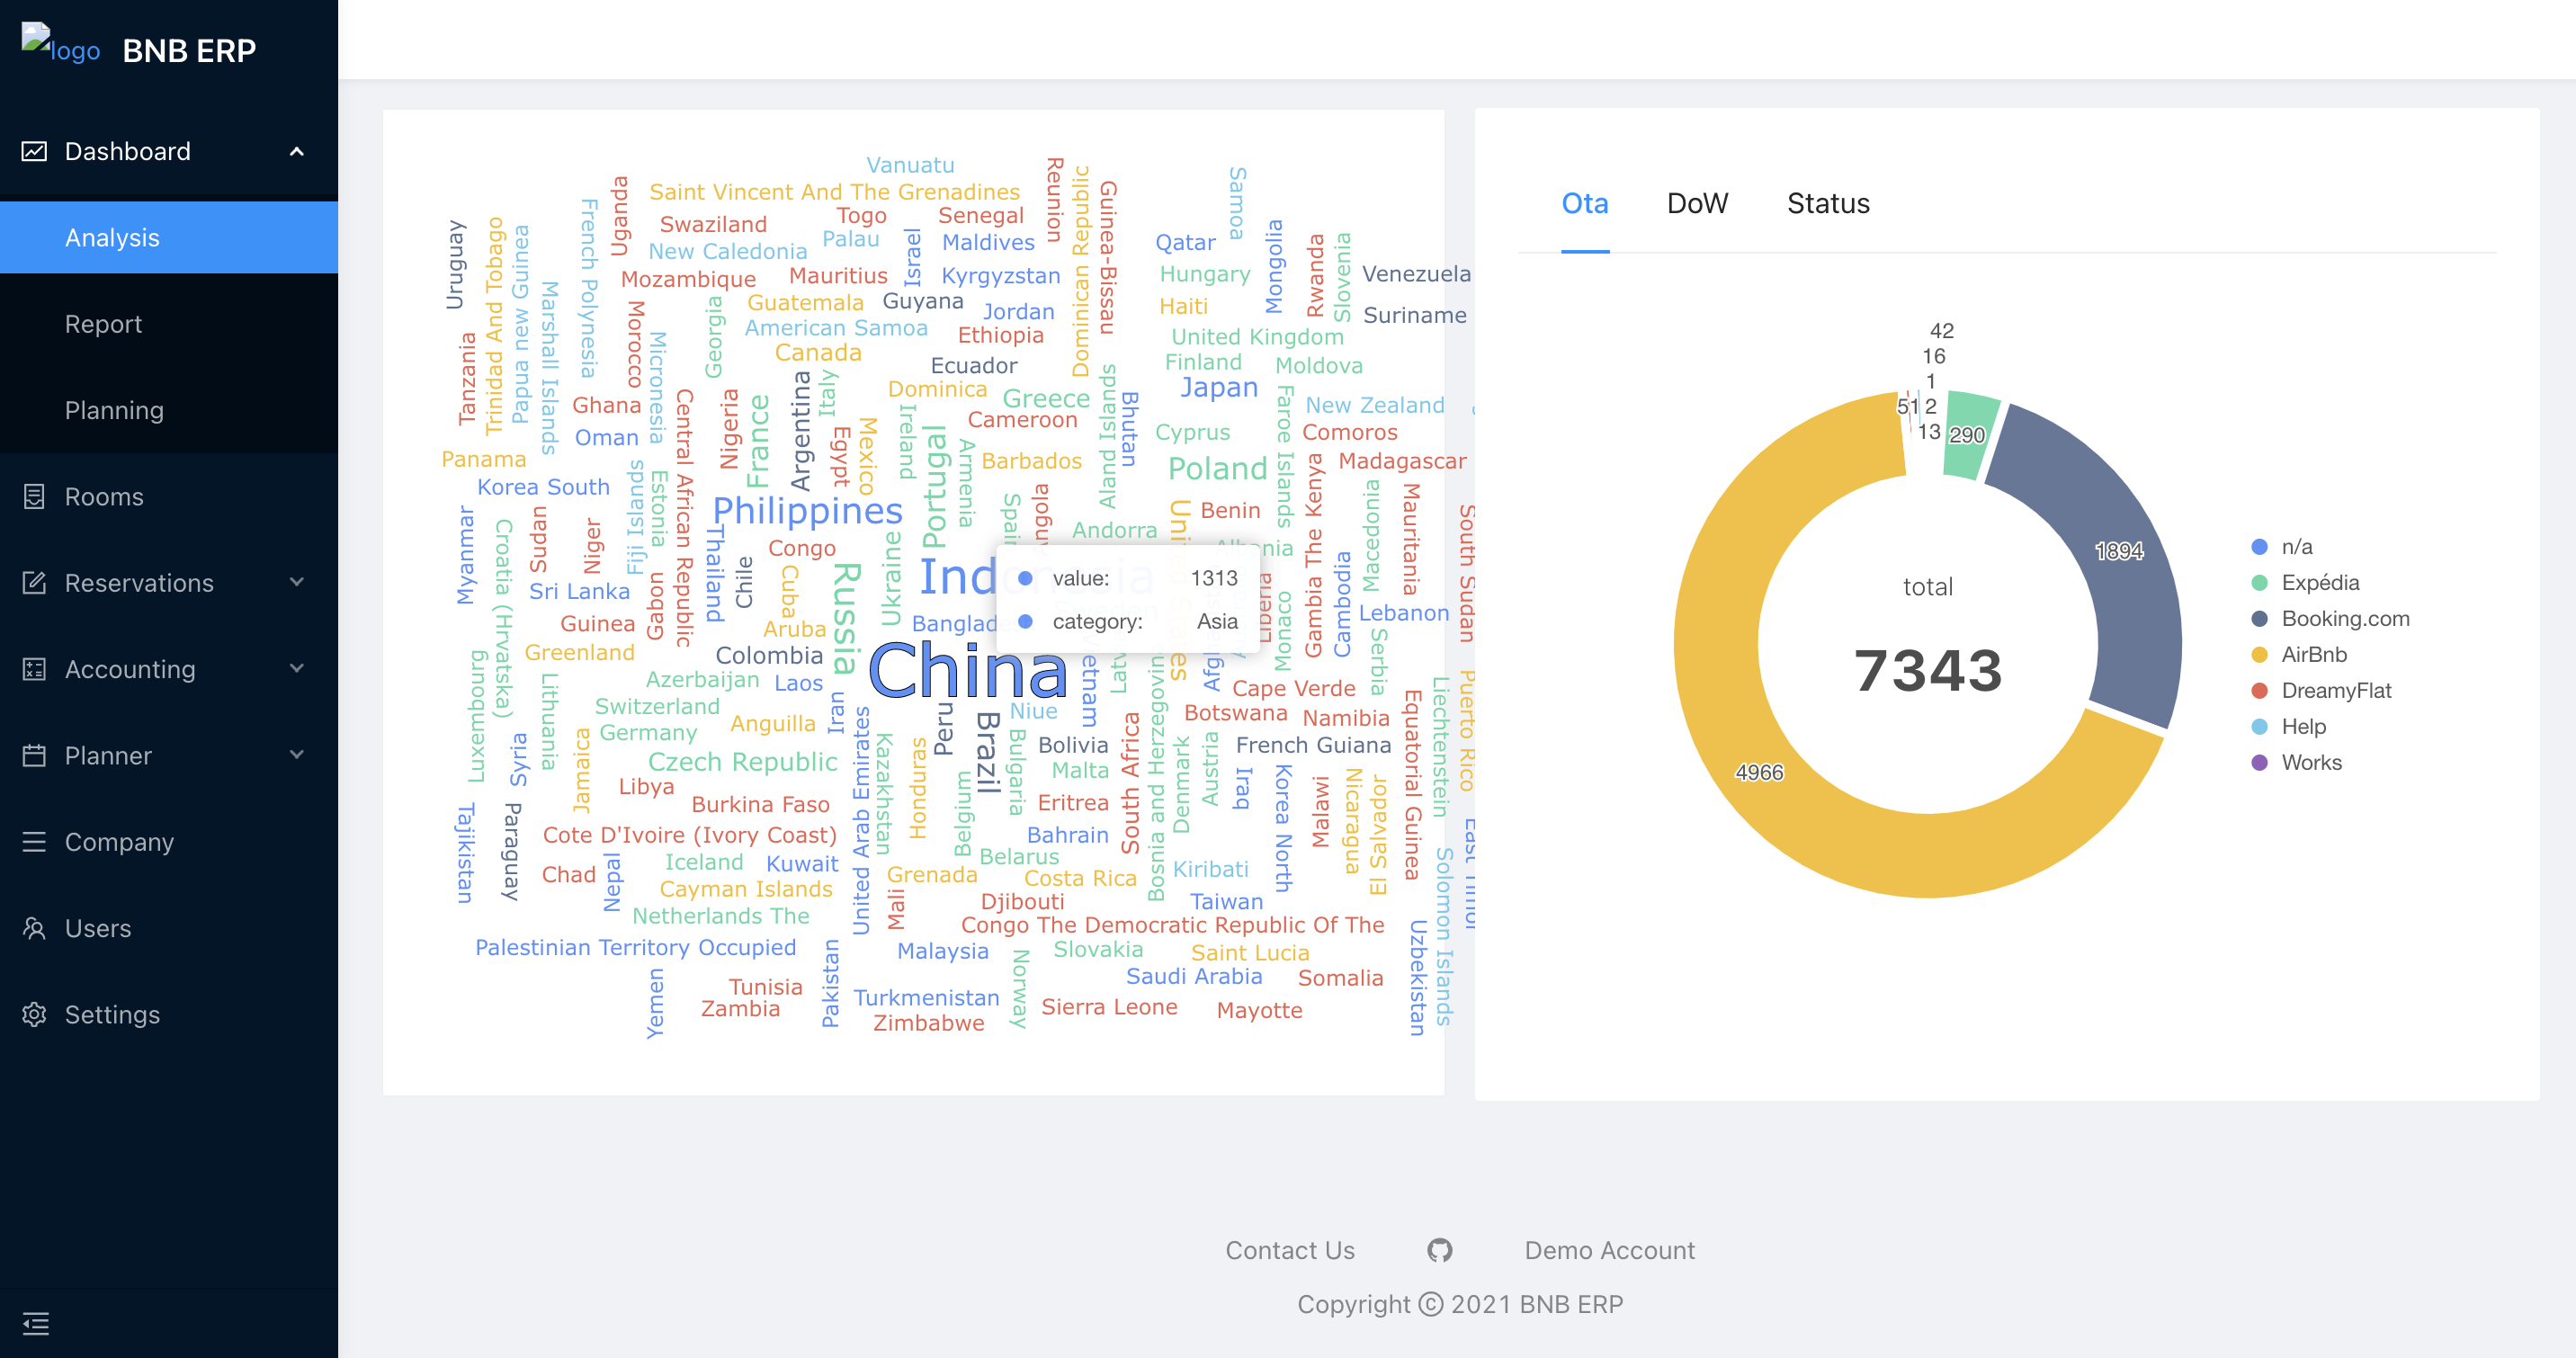 logo BNB ERP
Dashboard
Analysis
Report
Planning
Rooms
Reservations
Accounting
Planner
Company
Users
Settings
Vanuatu
Saint Vincent And The Grenadines
Reunion
Dominican Republic
Guinea-Bissau
Samoa
Uganda
French Polynesia
Swaziland
Togo
Senegal
New Caledonia
Palau
Israel
Maldives
Qatar
Mongolia
Rwanda
Slovenia
Uruguay
Trinidad And Tobago
Papua new Guinea
Marshall Islands
Mozambique
Mauritius
Kyrgyzstan
Hungary
Venezuela
Morocco
Georgia
Guatemala
Guyana
Jordan
Haiti
Suriname
American Samoa
Ethiopia
United Kingdom
Tanzania
Micronesia
Canada
Ecuador
Finland
Moldova
Dominica
Greece
Aland Islands
Bhutan
Japan
Faroe Islands
New Zealand
Ghana
Central African Republic
Nigeria
France
Argentina
Italy
Mexico
Egypt
Ireland
Cameroon
Cyprus
Comoros
Oman
Portugal
Armenia
Barbados
Poland
Madagascar
Panama
Korea South
Fiji Islands
Estonia
Philippines
Benin
Gambia The Kenya
Macedonia
Mauritania
South Sudan
Myanmar
Croatia (Hrvatska)
Sudan
Niger
Thailand
Chile
Congo
Cuba
Russia
Ukraine
Andorra
Cambodia
Sri Lanka
Gabon
Monaco
Lebanon
Guinea
Aruba
Serbia
Greenland
Colombia
China
value: 1313
category: Asia
Luxembourg
Lithuania
Azerbaijan
Laos
Cape Verde
Liechtenstein
Puerto Rico
Switzerland
Anguilla
Iran
Peru
Brazil
Niue
Botswana
Namibia
Equatorial Guinea
Germany
Syria
Jamaica
United Arab Emirates
Kazakhstan
Honduras
Bulgaria
Bolivia
South Africa
Denmark
Austria
French Guiana
Czech Republic
Malta
Iraq
Korea North
Malawi
Nicaragua
El Salvador
Libya
Belgium
Tajikistan
Paraguay
Burkina Faso
Eritrea
Cote D'Ivoire (Ivory Coast)
Bahrain
Solomon Islands
Nepal
Iceland
Kuwait
Belarus
Kiribati
Chad
Grenada
Costa Rica
Cayman Islands
Mali
Djibouti
Taiwan
Netherlands The
Congo The Democratic Republic Of The
Uzbekistan
Palestinian Territory Occupied
Pakistan
Malaysia
Norway
Slovakia
Saint Lucia
Yemen
Saudi Arabia
Somalia
Tunisia
Turkmenistan
Zambia
Sierra Leone
Mayotte
Zimbabwe
Ota DoW Status
42
16
1
51 2
13 290
1894
4966
total
7343
n/a
Expédia
Booking.com
AirBnb
DreamyFlat
Help
Works
Contact Us Demo Account
Copyright © 2021 BNB ERP